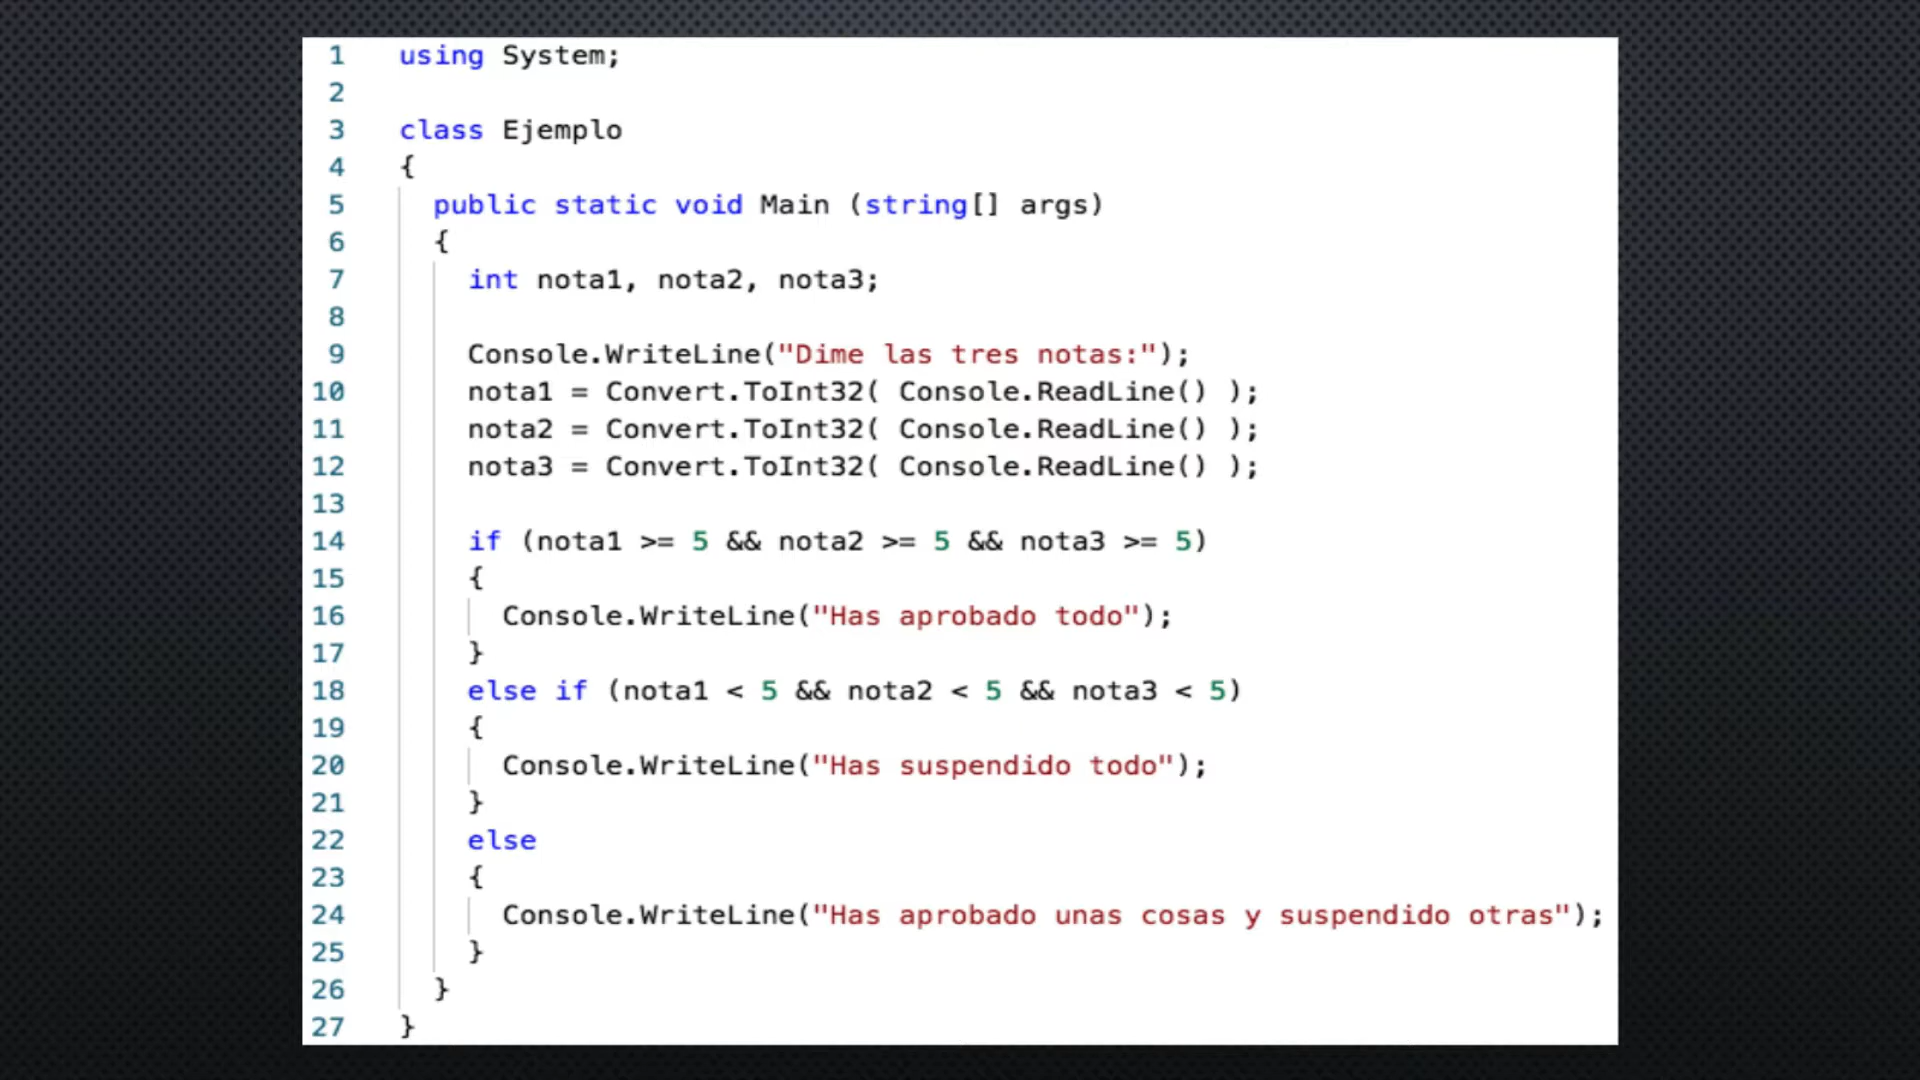 1 using System;
2
3 class Ejemplo
4 {
5 public static void Main (string[] args)
6 {
7 int nota1, nota2, nota3;
8
9 Console.WriteLine("Dime las tres notas:");
10 nota1 = Convert.ToInt32( Console.ReadLine() );
11 nota2 = Convert.ToInt32( Console.ReadLine() );
12 nota3 = Convert.ToInt32( Console.ReadLine() );
13
14 if (nota1 >= 5 && nota2 >= 5 && nota3 >= 5)
15 {
16 Console.WriteLine("Has aprobado todo");
17 }
18 else if (nota1 < 5 && nota2 < 5 && nota3 < 5)
19 {
20 Console.WriteLine("Has suspendido todo");
21 }
22 else
23 {
24 Console.WriteLine("Has aprobado unas cosas y suspendido otras");
25 }
26 }
27 }